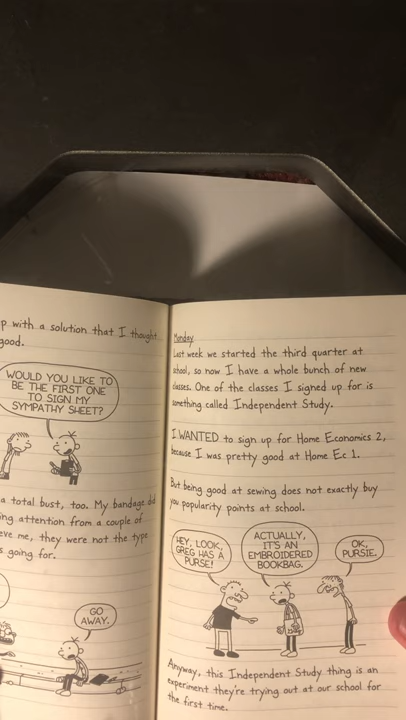 p with a solution that I thought
good.
WOULD YOU LIKE TO
BE THE FIRST ONE
TO SIGN MY
SYMPATHY SHEET?
a total bust, too. My bandage did
ng attention from a couple of
eve me, they were not the type
s going for.
GO
AWAY.
Monday
Last week we started the third quarter at
school, so now I have a whole bunch of new
classes. One of the classes I signed up for is
something called Independent Study.
I WANTED to sign up for Home Economics 2,
because I was pretty good at Home Ec 1.
But being good at sewing does not exactly buy
you popularity points at school.
HEY, LOOK,
GREG HAS A
PURSE!
ACTUALLY,
IT'S AN
EMBROIDERED
BOOKBAG.
OK,
PURSIE.
Anyway, this Independent Study thing is an
experiment they're trying out at our school for
the first time.